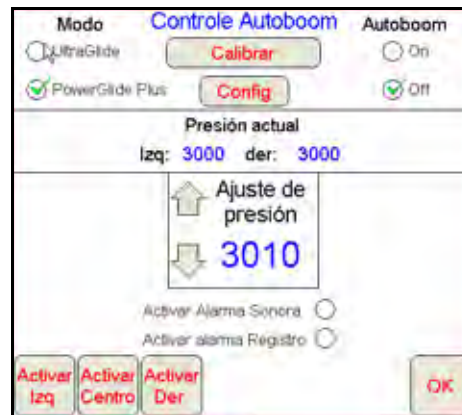 Modo Controle Autoboom Autoboom
UltraGlide Calibrar On
PowerGlide Plus Config Off
Presión actual
Izq: 3000 der: 3000
Ajuste de
presión
3010
Activar Alarma Sonora
Activar alarma Registro
Activar Izq
Activar Centro
Activar Der
OK